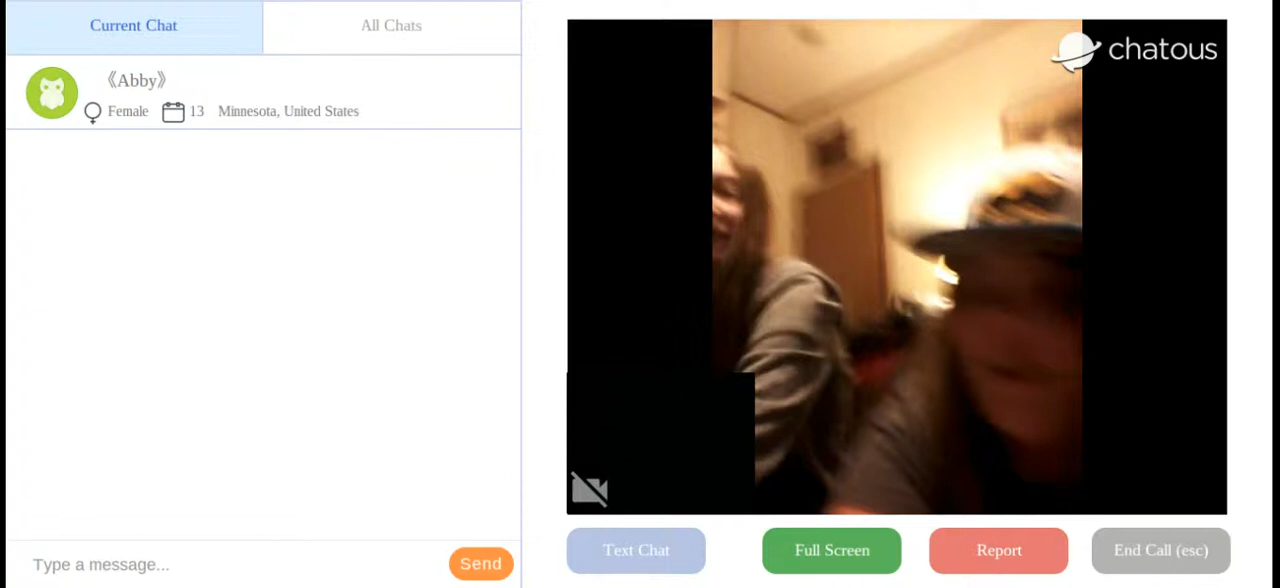 Current Chat
All Chats
《Abby》
Female 13 Minnesota, United States
chatous
Type a message...
Send
Text Chat
Full Screen
Report
End Call (esc)